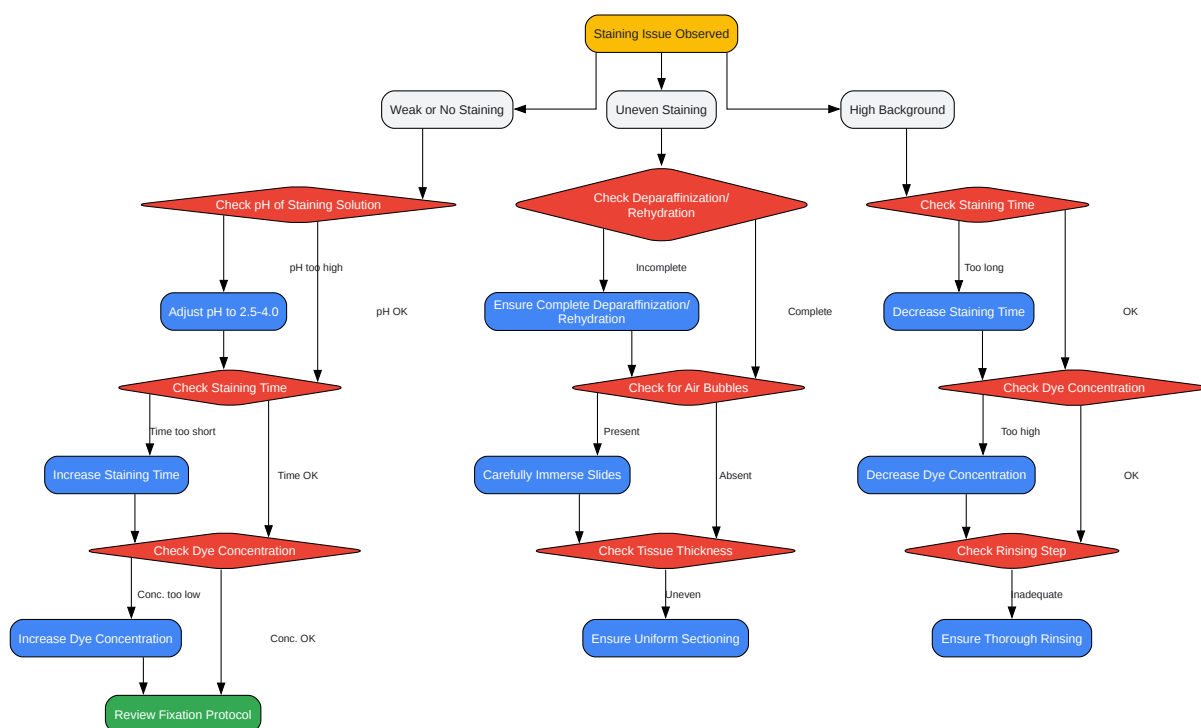 Staining Issue Observed
Weak or No Staining
Uneven Staining
High Background
Check pH of Staining Solution
Check Deparaffinization/
Rehydration
Check Staining Time
pH too high
Incomplete
Too long
Adjust pH to 2.5-4.0
pH OK
Ensure Complete Deparaffinization/
Rehydration
Complete
Decrease Staining Time
OK
Check Staining Time
Check for Air Bubbles
Check Dye Concentration
Time too short
Present
Too high
Increase Staining Time
Time OK
Carefully Immerse Slides
Absent
Decrease Dye Concentration
OK
Check Dye Concentration
Check Tissue Thickness
Check Rinsing Step
Conc. too low
Uneven
Inadequate
Increase Dye Concentration
Conc. OK
Ensure Uniform Sectioning
Ensure Thorough Rinsing
Review Fixation Protocol